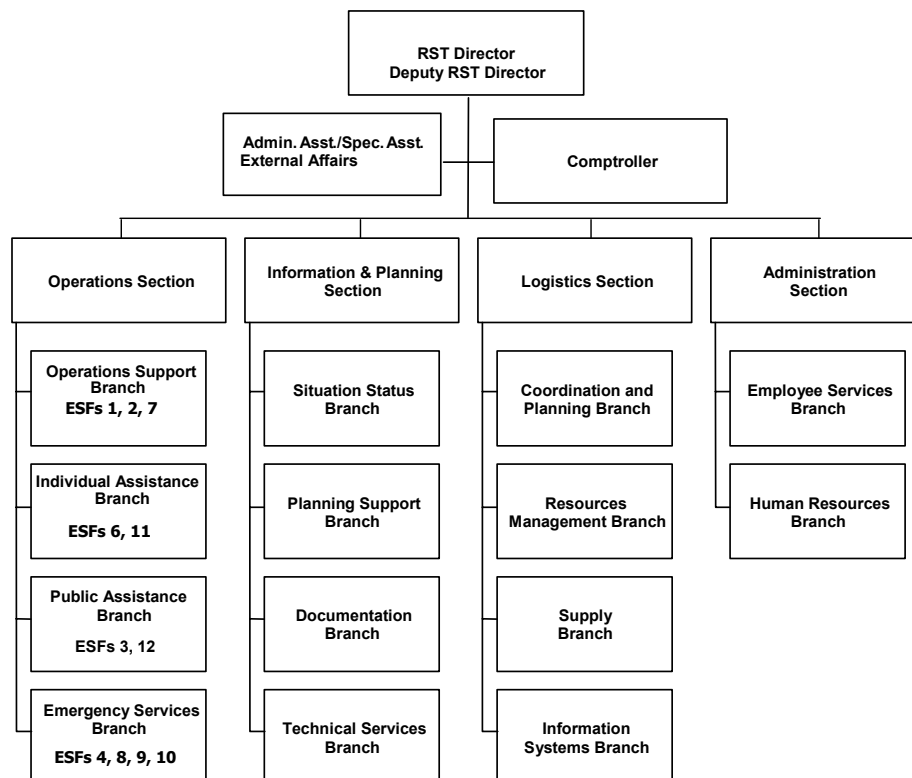 RST Director
Deputy RST Director
Admin. Asst./Spec. Asst.
External Affairs
Comptroller
Operations Section
Information & Planning
Section
Logistics Section
Administration
Section
Operations Support
Branch
ESFs 1, 2, 7
Situation Status
Branch
Coordination and
Planning Branch
Employee Services
Branch
Individual Assistance
Branch
ESFs 6, 11
Planning Support
Branch
Resources
Management Branch
Human Resources
Branch
Public Assistance
Branch
ESFs 3, 12
Documentation
Branch
Supply
Branch
Emergency Services
Branch
ESFs 4, 8, 9, 10
Technical Services
Branch
Information
Systems Branch